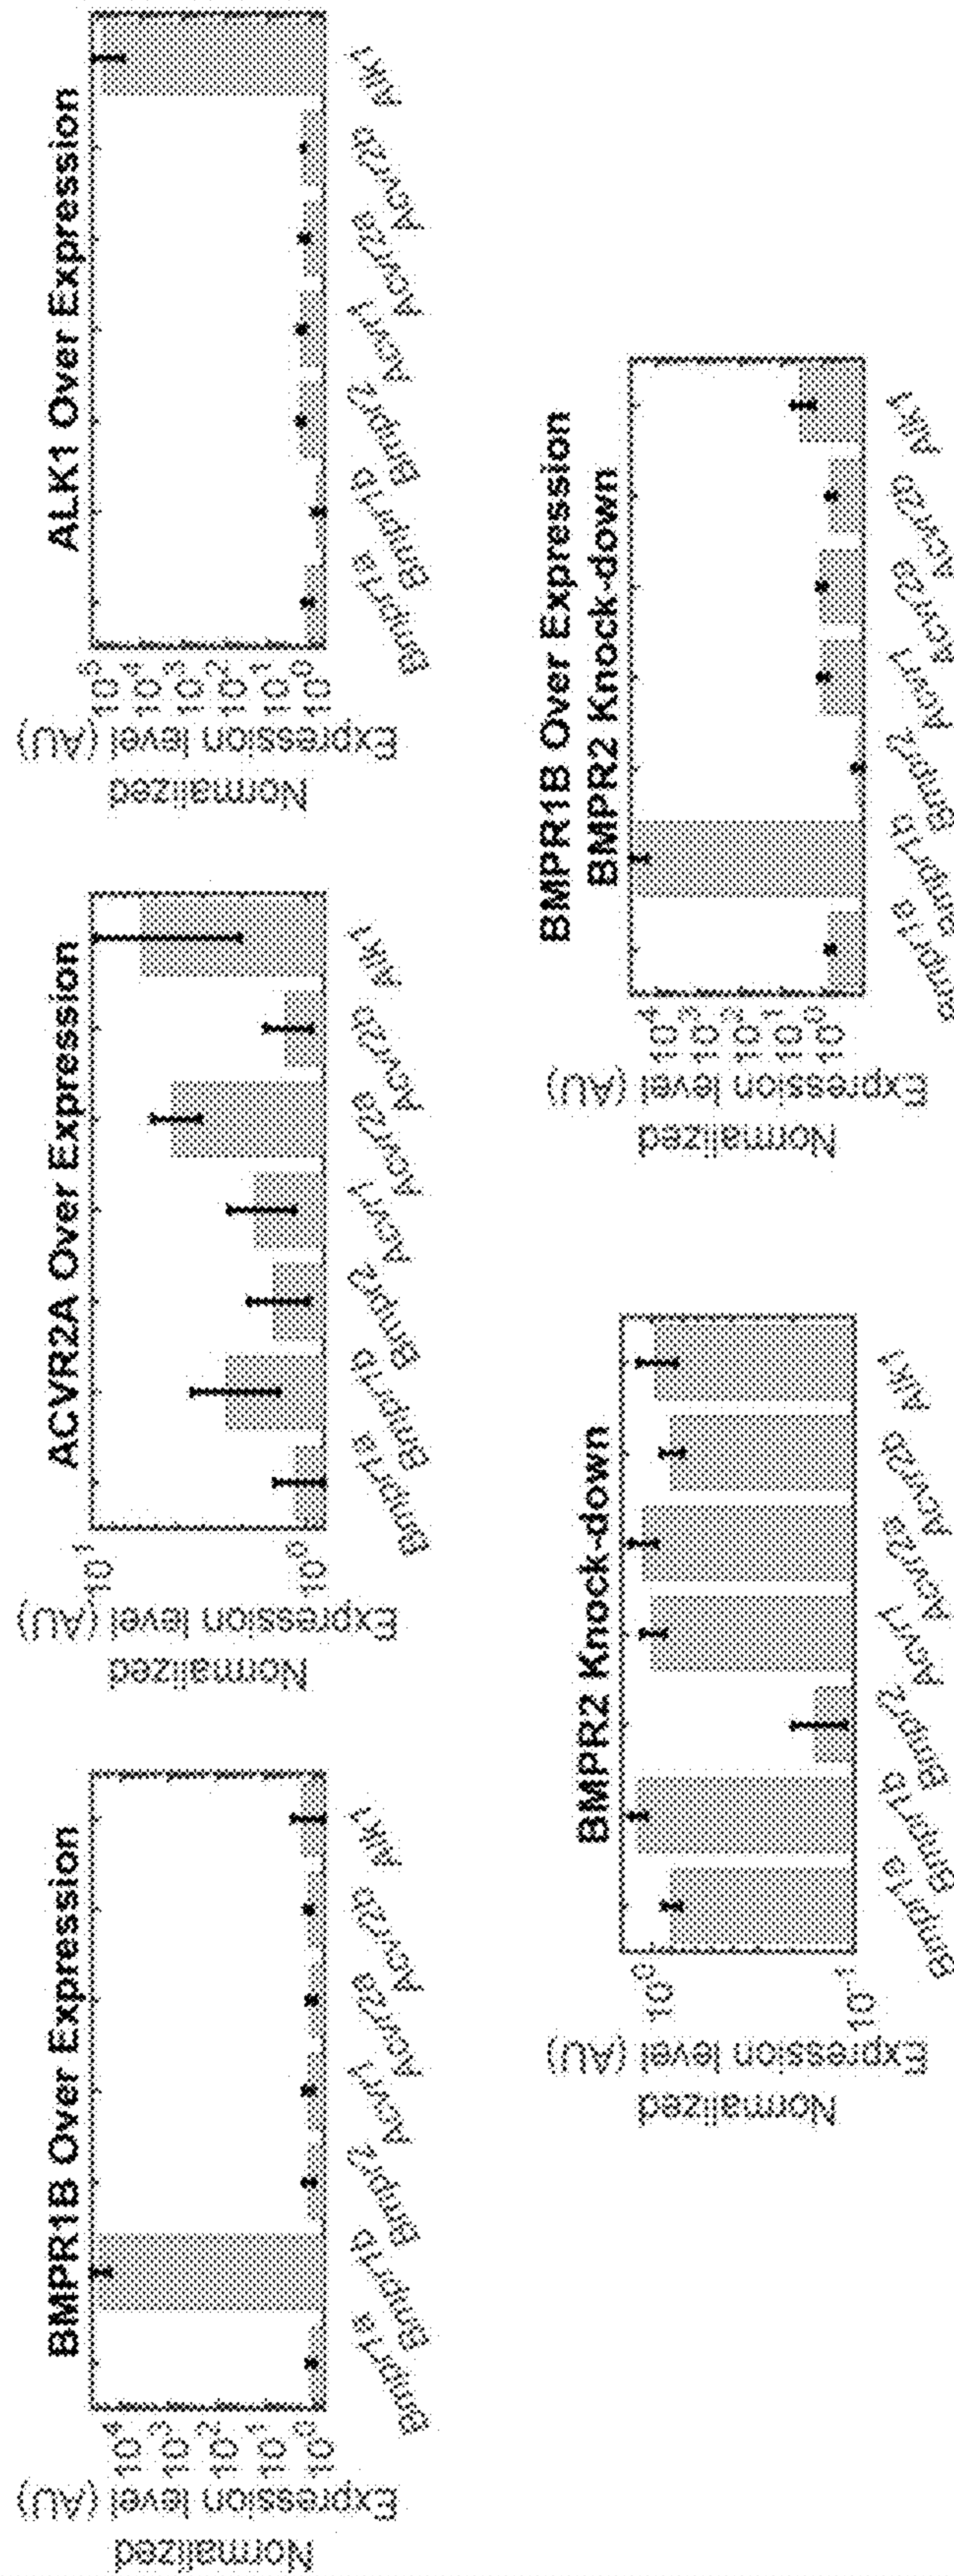 BMPR1B Over Expression
Normalized
Expression level (AU)
10^4
10^3
10^2
10^1
10^0
Bmpr1a
Bmpr1b
Bmpr2
Acvr1
Acvr2a
Acvr2b
Alk1
ACVR2A Over Expression
Normalized
Expression level (AU)
10^1
10^0
Bmpr1a
Bmpr1b
Bmpr2
Acvr1
Acvr2a
Acvr2b
Alk1
ALK1 Over Expression
Normalized
Expression level (AU)
10^5
10^4
10^3
10^2
10^1
10^0
Bmpr1a
Bmpr1b
Bmpr2
Acvr1
Acvr2a
Acvr2b
Alk1
BMPR2 Knock-down
Normalized
Expression level (AU)
10^0
10^-1
Bmpr1a
Bmpr1b
Bmpr2
Acvr1
Acvr2a
Acvr2b
Alk1
BMPR1B Over Expression
BMPR2 Knock-down
Normalized
Expression level (AU)
10^4
10^3
10^2
10^1
10^0
Bmpr1a
Bmpr1b
Bmpr2
Acvr1
Acvr2a
Acvr2b
Alk1